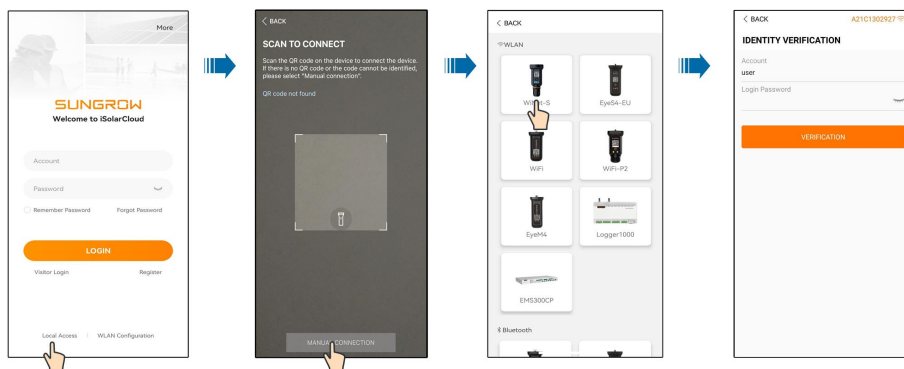 More
SUNGROW
Welcome to iSolarCloud
Account
Password
Remember Password Forgot Password
LOGIN
Visitor Login Register
Local Access WLAN Configuration
< BACK
SCAN TO CONNECT
Scan the QR code on the device to connect the device.
If there is no QR code or the code cannot be identified,
please select "Manual connection".
QR code not found
MANUAL CONNECTION
< BACK
WLAN
EyeS4-EU
WiFi WiFi-P2
EyeM4 Logger1000
EMS300CP
Bluetooth
< BACK A21C1302927
IDENTITY VERIFICATION
Account
user
Login Password
VERIFICATION